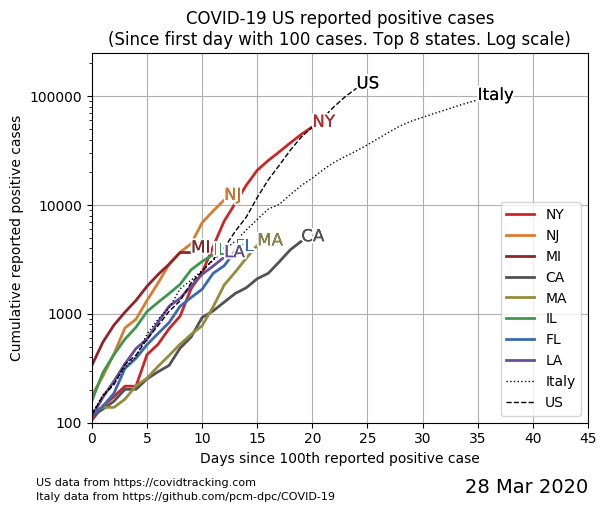 COVID-19 US reported positive cases
(Since first day with 100 cases. Top 8 states. Log scale)
Cumulative reported positive cases
100000
10000
1000
100
US
Italy
NY
NJ
MI
IL
FL
LA
MA
CA
NY
NJ
MI
CA
MA
IL
FL
LA
Italy
US
0 5 10 15 20 25 30 35 40 45
Days since 100th reported positive case
US data from https://covidtracking.com
Italy data from https://github.com/pcm-dpc/COVID-19
28 Mar 2020